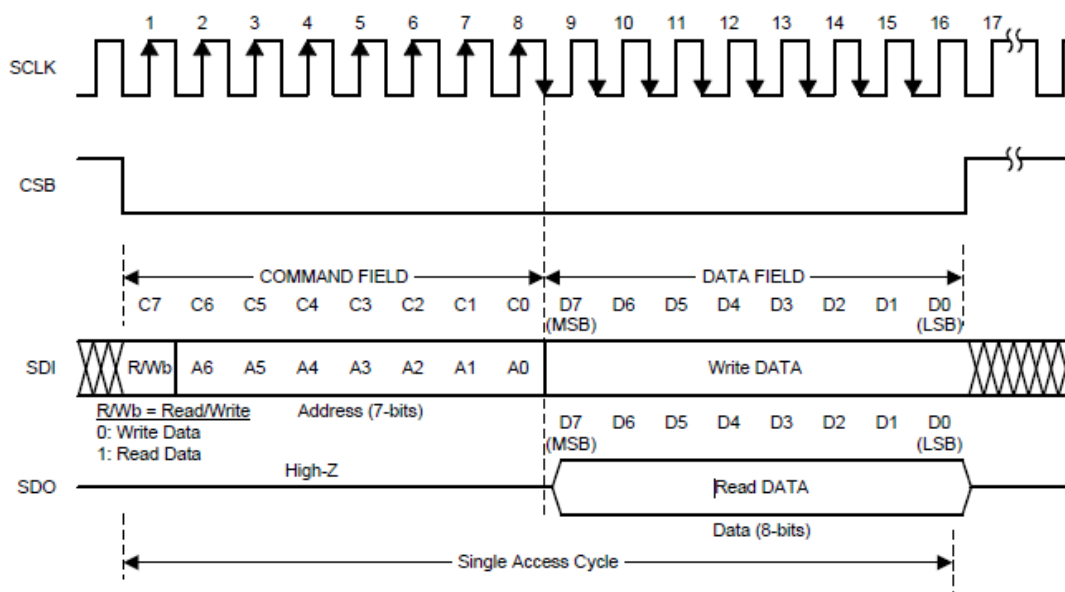 1 2 3 4 5 6 7 8 9 10 11 12 13 14 15 16 17
SCLK
CSB
COMMAND FIELD DATA FIELD
C7 C6 C5 C4 C3 C2 C1 C0 D7 D6 D5 D4 D3 D2 D1 D0
(MSB) (LSB)
SDI R/Wb A6 A5 A4 A3 A2 A1 A0 Write DATA
R/Wb = Read/Write Address (7-bits)
0: Write Data
1: Read Data
D7 D6 D5 D4 D3 D2 D1 D0
(MSB) (LSB)
High-Z
SDO Read DATA
Data (8-bits)
Single Access Cycle